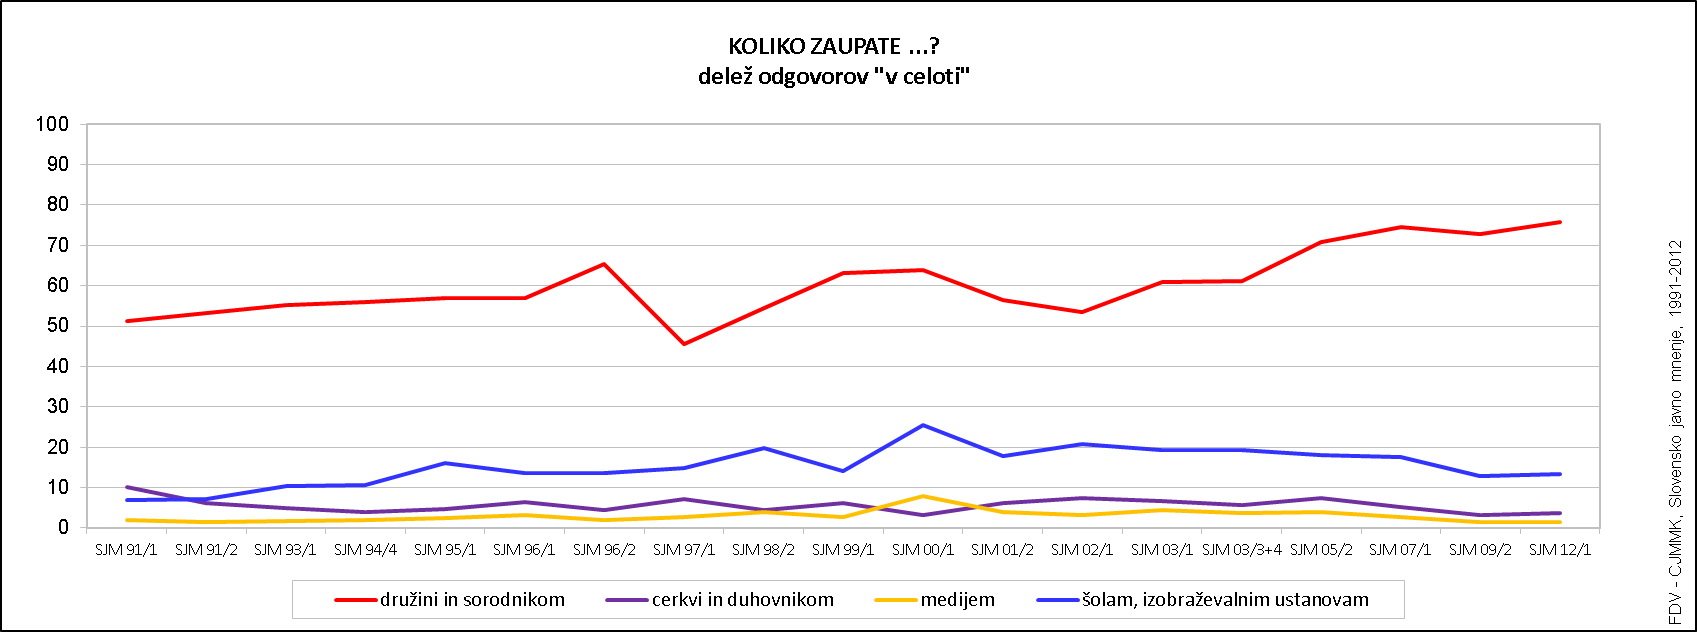 KOLIKO ZAUPATE ...?
delež odgovorov "v celoti"
100
90
80
70
60
50
40
30
20
10
0
SJM 91/1 SJM 91/2 SJM 93/1 SJM 94/4 SJM 95/1 SJM 96/1 SJM 96/2 SJM 97/1 SJM 98/2 SJM 99/1 SJM 00/1 SJM 01/2 SJM 02/1 SJM 03/1 SJM 03/3+4 SJM 05/2 SJM 07/1 SJM 09/2 SJM 12/1
družini in sorodnikom cerkvi in duhovnikom medijem šolam, izobraževalnim ustanovam
FDV - CJMMK, Slovensko javno mnenje, 1991-2012